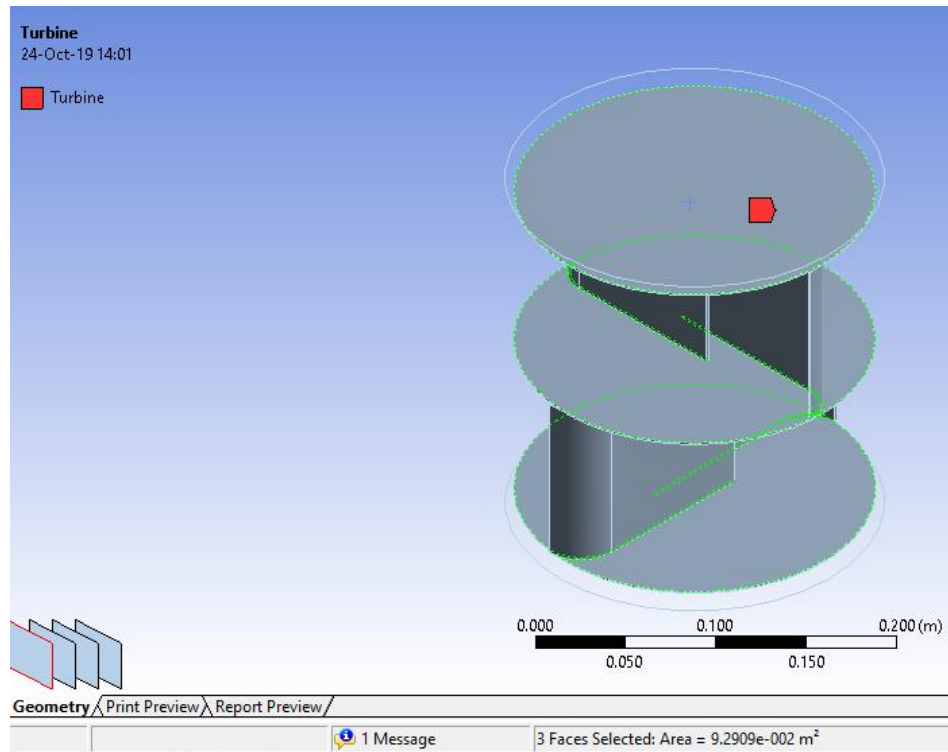 Turbine
24-Oct-19 14:01
Turbine
0.000 0.100 0.200 (m)
0.050 0.150
Geometry Print Preview Report Preview
1 Message 3 Faces Selected: Area = 9.2909e-002 m²